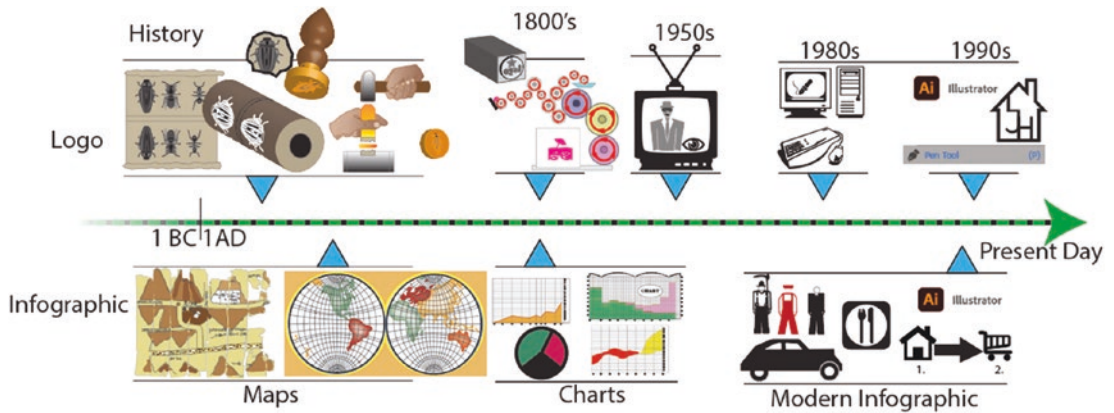 History
1800's
1950s
1980s
1990s
Ai Illustrator
Logo
Pen Tool (P)
1 BC 1AD
Present Day
Infographic
CHART
Ai Illustrator
1.
2.
Maps
Charts
Modern Infographic